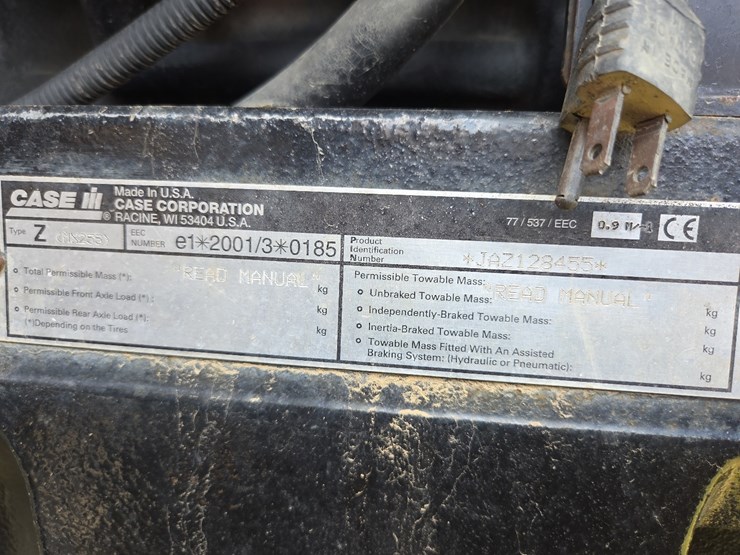 CASE IH
Made In U.S.A.
CASE CORPORATION
® RACINE, WI 53404 U.S.A.
77 / 537 / EEC
CE
Type Z
EEC NUMBER e1*2001/3*0185
Product Identification Number *JAZ123455*
Total Permissible Mass (*): *READ MANUAL* kg
Permissible Front Axle Load (*): kg
Permissible Rear Axle Load (*): kg
(*)Depending on the Tires
Permissible Towable Mass: *READ MANUAL*
Unbraked Towable Mass: kg
Independently-Braked Towable Mass: kg
Inertia-Braked Towable Mass: kg
Towable Mass Fitted With An Assisted
Braking System: (Hydraulic or Pneumatic): kg